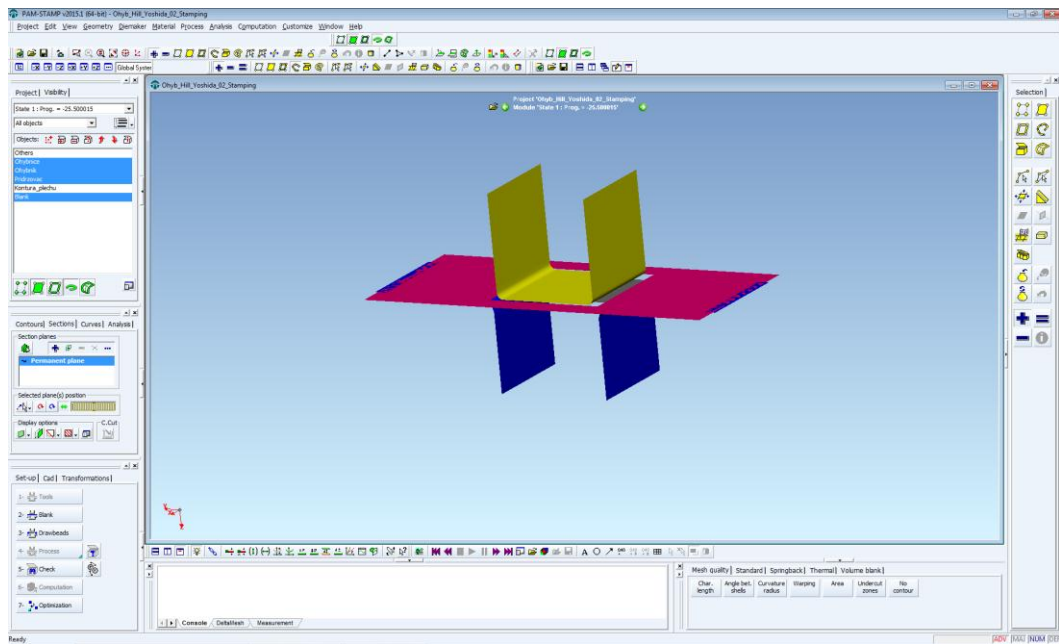 PAM-STAMP v2015.1 (64-bit) - Ohyb_Hill_Yoshida_02_Stamping
Project Edit View Geometry Diemaker Material Process Analysis Computation Customize Window Help
Global System
Project Visibility
State 1 : Prog. = -25.500015
All objects
Objects:
Others
Ohybnice
Ohybnik
Pridrzovac
Kontura_plechu
Blank
Contours Sections Curves Analysis
Section planes
Permanent plane
Selected plane(s) position
Display options
C.Cut
Set-up Cad Transformations
1- Tools
2- Blank
3- Drawbeads
4- Process
5- Check
6- Computation
7- Optimization
Ohyb_Hill_Yoshida_02_Stamping
Project 'Ohyb_Hill_Yoshida_02_Stamping'
Module "State 1 : Prog. = -25.500015"
Selection
Console DeltaMesh Measurement
Mesh quality Standard Springback Thermal Volume blank
Char. length
Angle bet. shells
Curvature radius
Warping
Area
Undercut zones
No contour
Ready
ADV MAJ NUM DEF